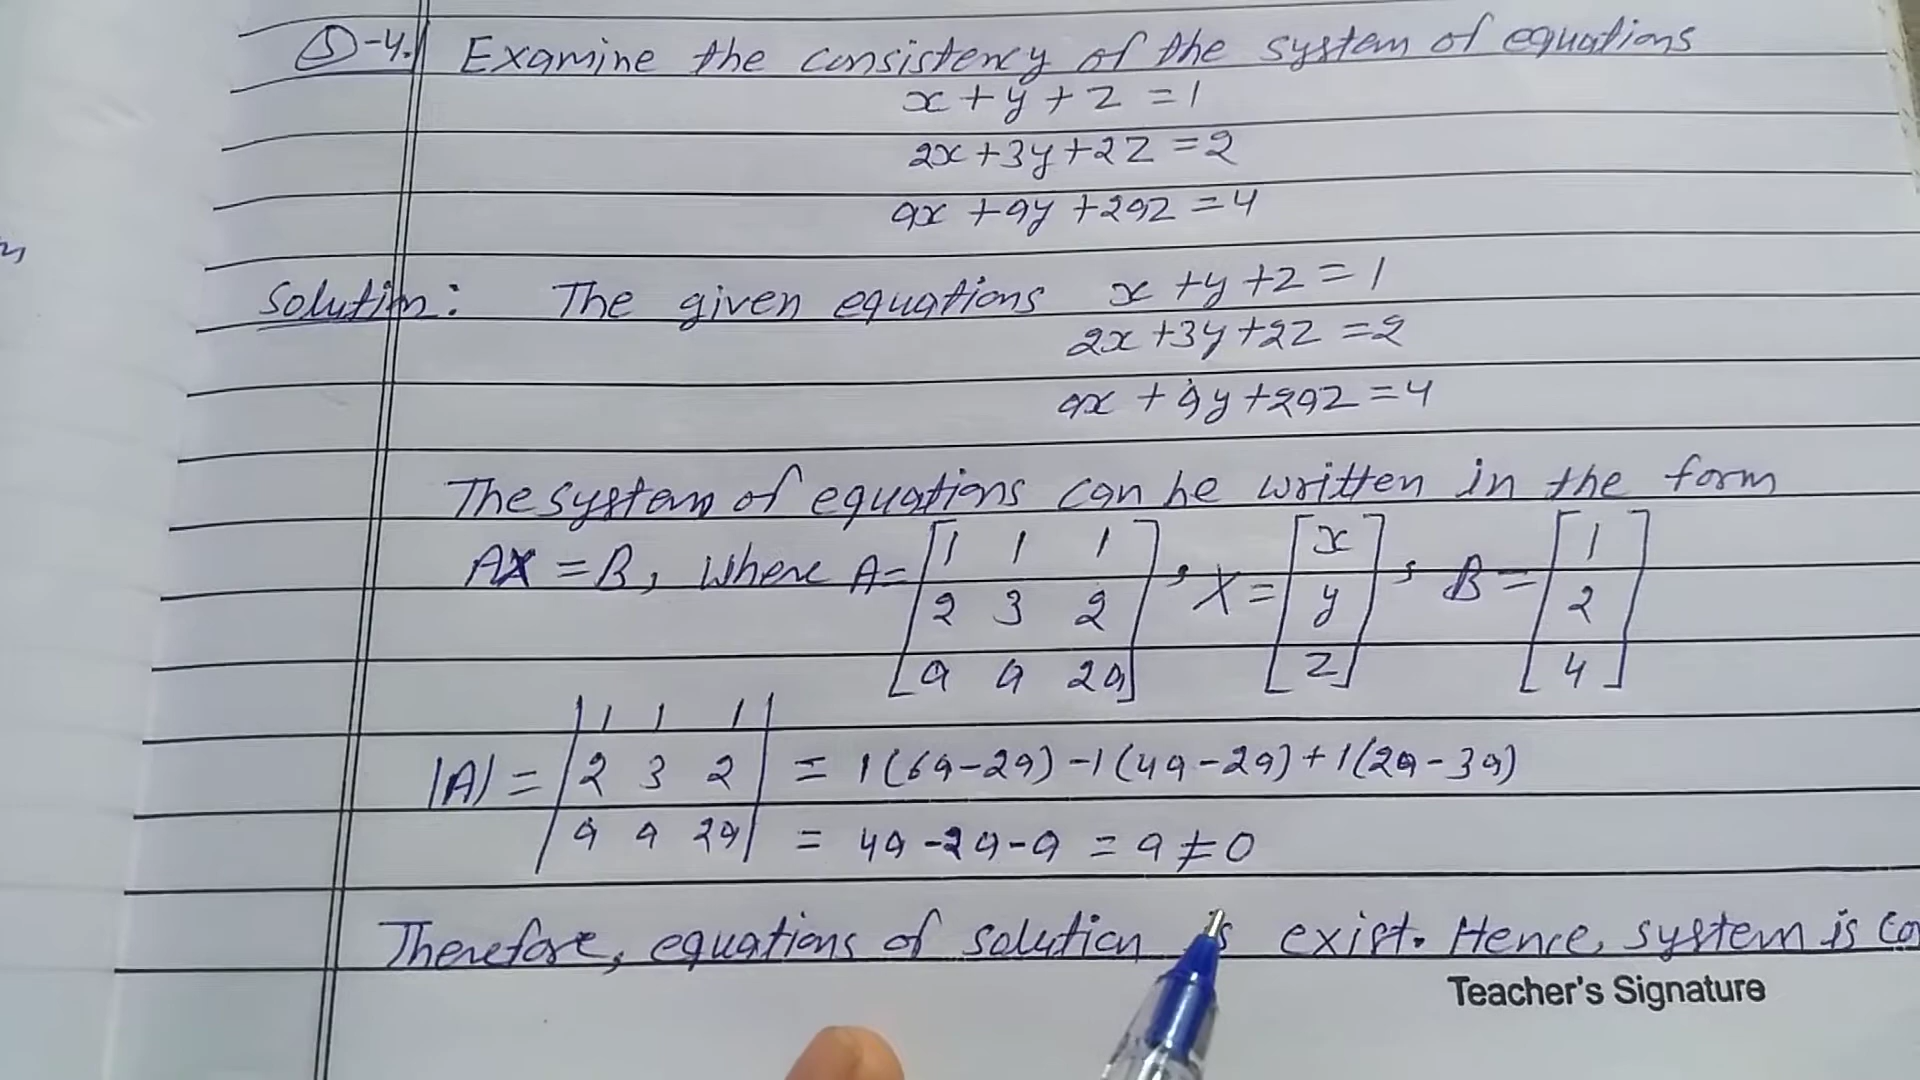 Q-4. Examine the consistency of the system of equations
x + y + z = 1
2x + 3y + 2z = 2
ax + ay + 2az = 4
Solution: The given equations x + y + z = 1
2x + 3y + 2z = 2
ax + ay + 2az = 4
The system of equations can be written in the form
AX = B, where A = [1 1 1; 2 3 2; a a 2a], X = [x; y; z], B = [1; 2; 4]
|A| = |1 1 1; 2 3 2; a a 2a| = 1(6a - 2a) - 1(4a - 2a) + 1(2a - 3a)
= 4a - 2a - a = a ≠ 0
Therefore, equations of solution is exist. Hence, system is co
Teacher's Signature